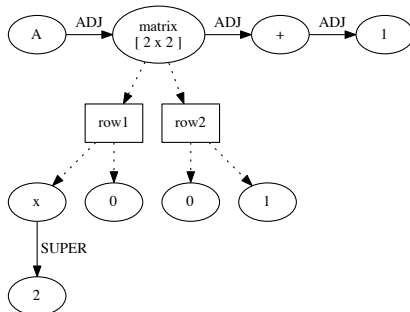 ADJ ADJ ADJ
A matrix + 1
[ 2 x 2 ]
row1 row2
x 0 0 1
SUPER
2